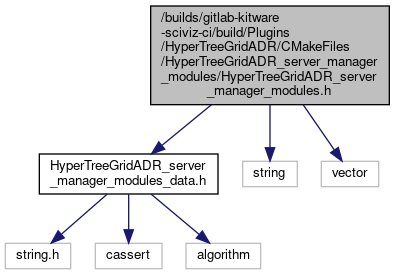 /builds/gitlab-kitware
-sciviz-ci/build/Plugins
/HyperTreeGridADR/CMakeFiles
/HyperTreeGridADR_server_manager
_modules/HyperTreeGridADR_server
_manager_modules.h
HyperTreeGridADR_server
_manager_modules_data.h
string
vector
string.h
cassert
algorithm